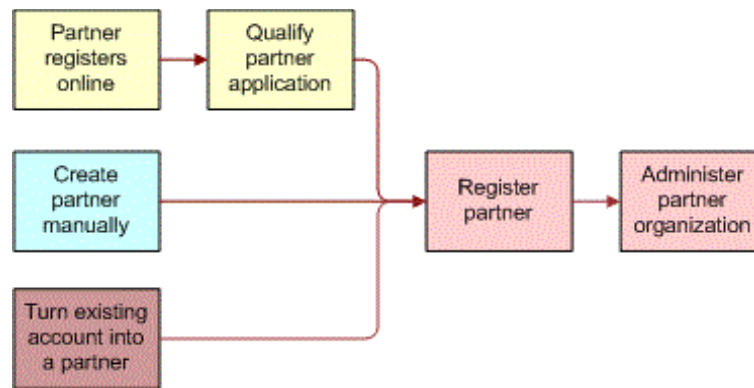 Partner
registers
online
Qualify
partner
application
Create
partner
manually
Register
partner
Administer
partner
organization
Turn existing
account into
a partner